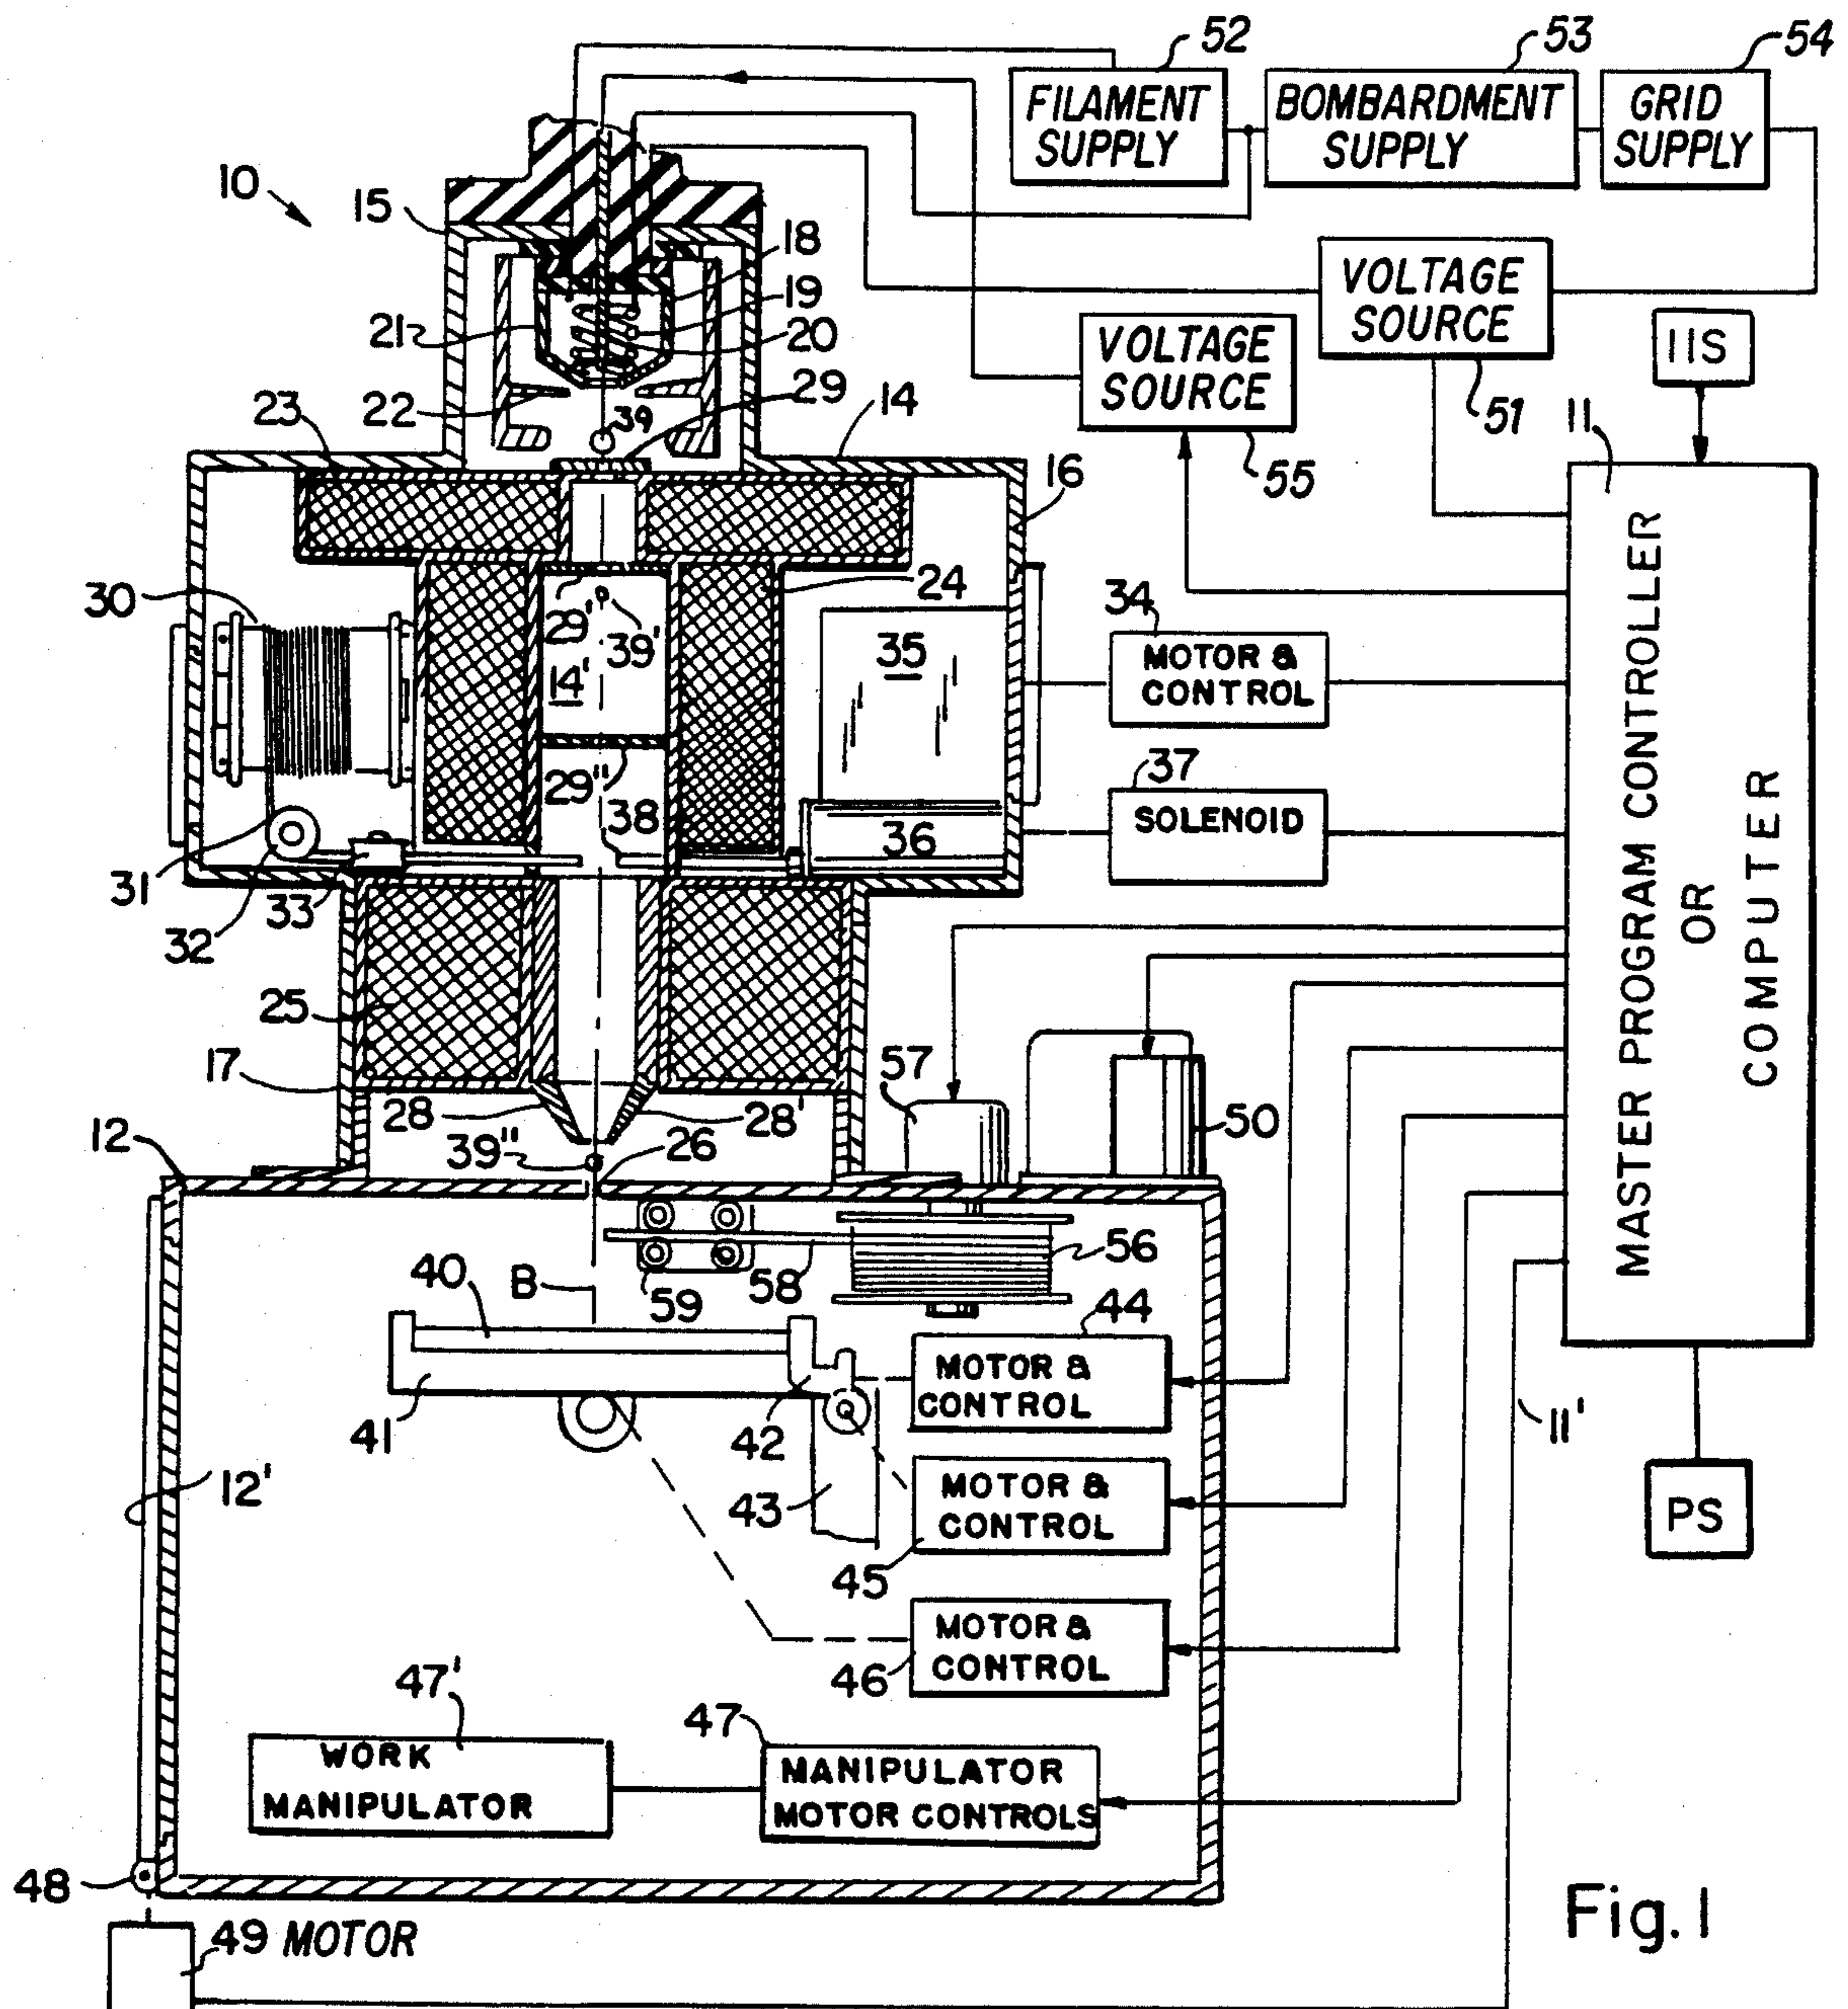 52
53
54
FILAMENT
SUPPLY
BOMBARDMENT
SUPPLY
GRID
SUPPLY
10
15
18
19
20
21
22
29
39
23
14
VOLTAGE
SOURCE
55
VOLTAGE
SOURCE
51
11S
11
16
30
29'
39'
14'
24
35
34
MOTOR &
CONTROL
29"
38
36
37
SOLENOID
31
32
33
25
17
28
28'
57
50
12
39"
26
MASTER PROGRAM CONTROLLER
OR
COMPUTER
40
B
59
58
56
44
MOTOR &
CONTROL
41
42
43
45
MOTOR &
CONTROL
11'
PS
12'
46
MOTOR &
CONTROL
47'
WORK
MANIPULATOR
47
MANIPULATOR
MOTOR CONTROLS
48
49 MOTOR
Fig. 1